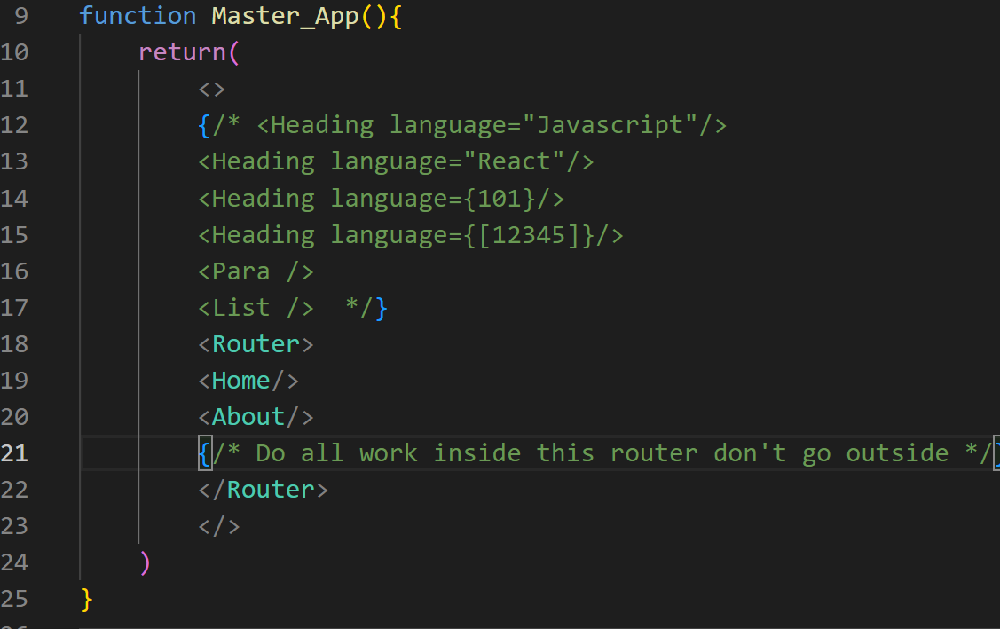 9 function Master_App(){
10 return(
11 <>
12 {/* <Heading language="Javascript"/>
13 <Heading language="React"/>
14 <Heading language={101}/>
15 <Heading language={[12345]}/>
16 <Para />
17 <List />  */}
18 <Router>
19 <Home/>
20 <About/>
21 {/* Do all work inside this router don't go outside */}
22 </Router>
23 </>
24 )
25 }